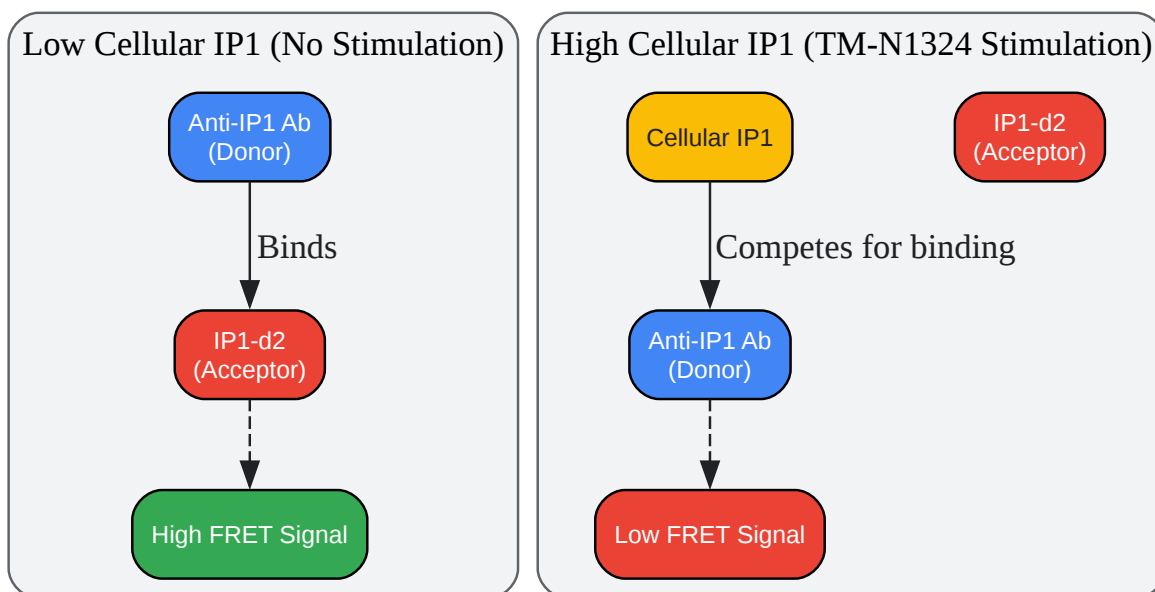 Low Cellular IP1 (No Stimulation)
Anti-IP1 Ab
(Donor)
Binds
IP1-d2
(Acceptor)
High FRET Signal
High Cellular IP1 (TM-N1324 Stimulation)
Cellular IP1
IP1-d2
(Acceptor)
Competes for binding
Anti-IP1 Ab
(Donor)
Low FRET Signal